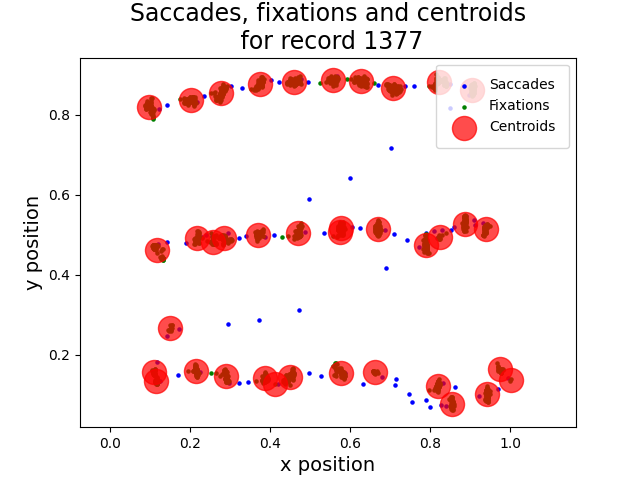 Saccades, fixations and centroids
for record 1377
Saccades
Fixations
Centroids
0.8
0.6
0.4
0.2
y position
0.0 0.2 0.4 0.6 0.8 1.0
x position